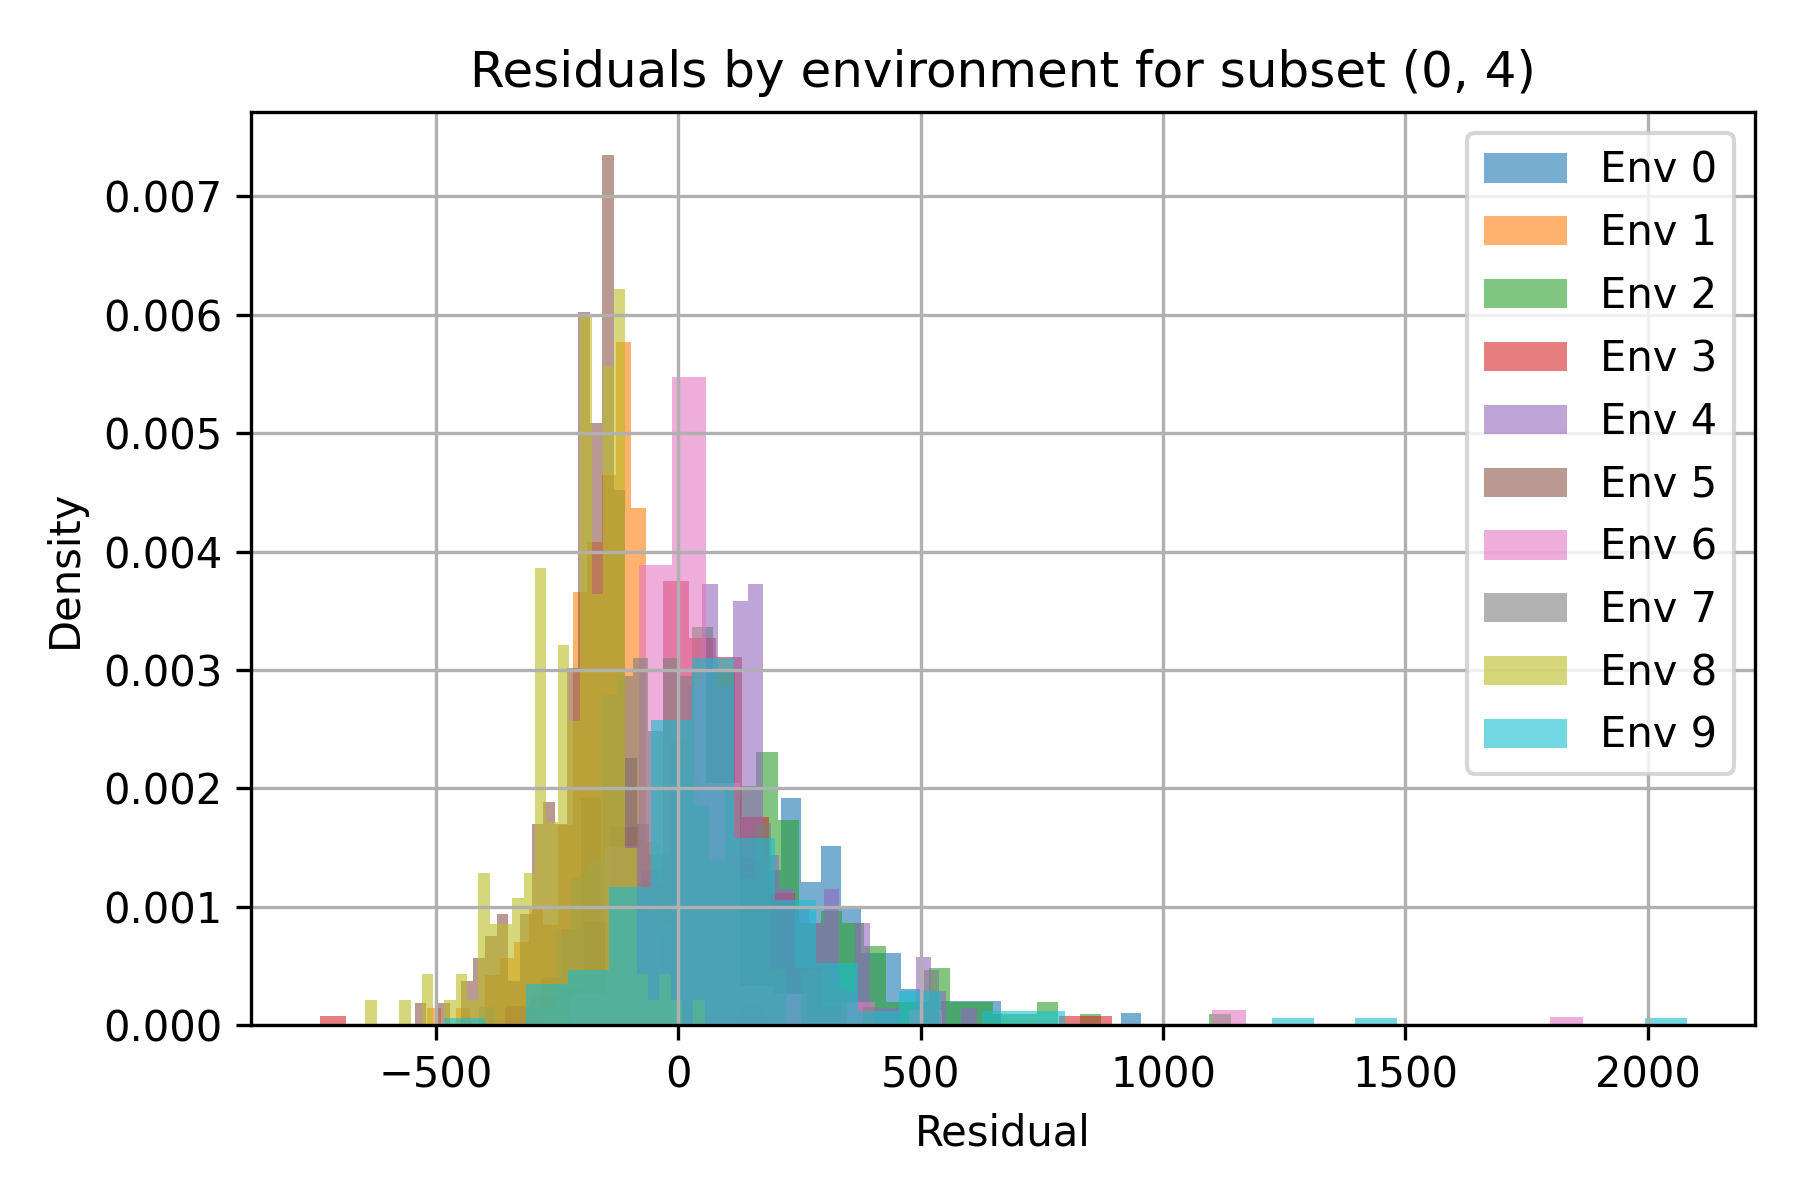 Residuals by environment for subset (0, 4)
0.007
0.006
0.005
0.004
0.003
0.002
0.001
0.000
Density
−500
0
500
1000
1500
2000
Residual
Env 0
Env 1
Env 2
Env 3
Env 4
Env 5
Env 6
Env 7
Env 8
Env 9